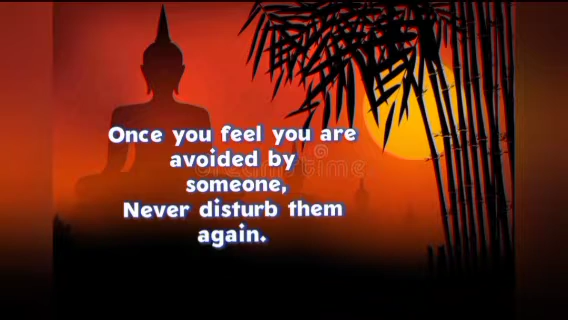 Once you feel you are
avoided by
someone,
Never disturb them
again.